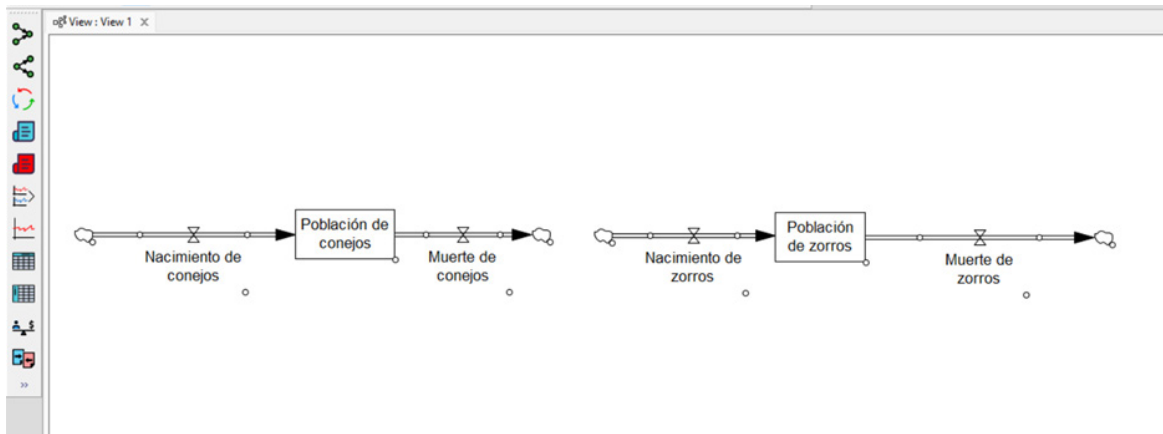 View : View 1
Población de
conejos
Nacimiento de
conejos
Muerte de
conejos
Población
de zorros
Nacimiento de
zorros
Muerte de
zorros